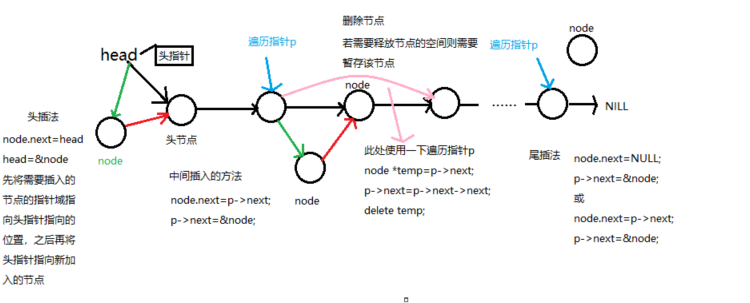 head
头指针
遍历指针p
删除节点
若需要释放节点的空间则需要
暂存该节点
node
遍历指针p
node
NILL
……
头插法
node.next=head
head=&node
先将需要插入的
节点的指针域指
向头指针指向的
位置，之后再将
头指针指向新加
入的节点
node
头节点
中间插入的方法
node.next=p->next;
p->next=&node;
node
此处使用一下遍历指针p
node *temp=p->next;
p->next=p->next->next;
delete temp;
尾插法
node.next=NULL;
p->next=&node;
或
node.next=p->next;
p->next=&node;